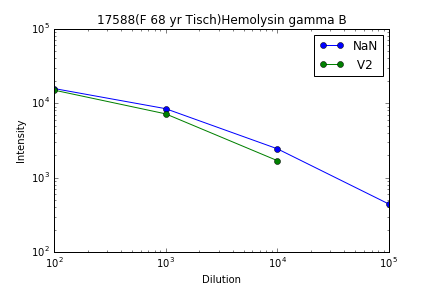 17588(F 68 yr Tisch)Hemolysin gamma B
10^5
10^4
10^3
10^2
Intensity
NaN
V2
10^2 10^3 10^4 10^5
Dilution